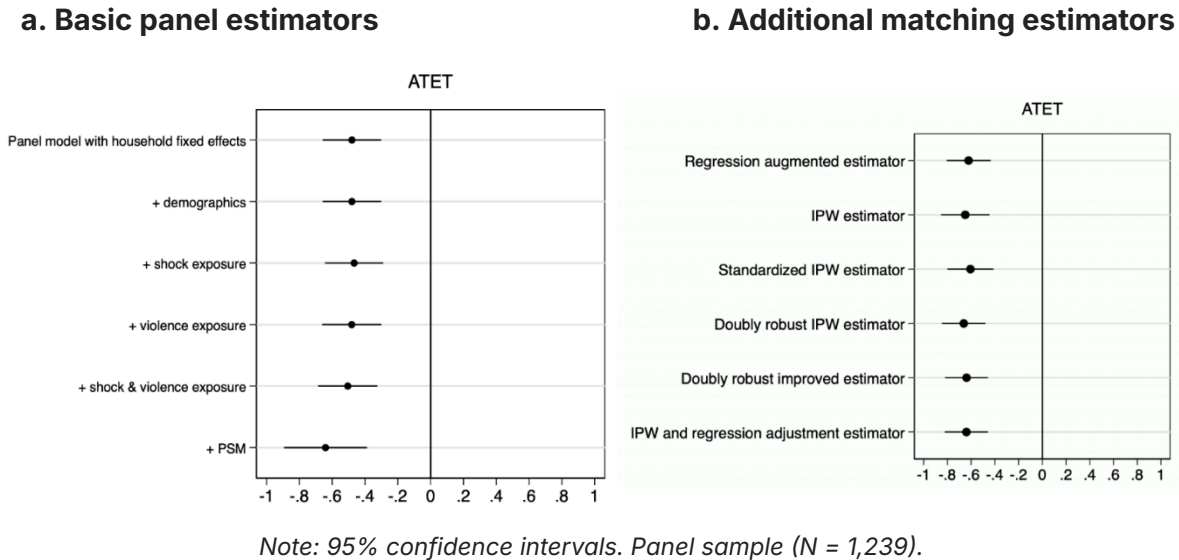 a. Basic panel estimators
ATET
Panel model with household fixed effects
+ demographics
+ shock exposure
+ violence exposure
+ shock & violence exposure
+ PSM
-1 -.8 -.6 -.4 -.2 0 .2 .4 .6 .8 1
b. Additional matching estimators
ATET
Regression augmented estimator
IPW estimator
Standardized IPW estimator
Doubly robust IPW estimator
Doubly robust improved estimator
IPW and regression adjustment estimator
-1 -.8 -.6 -.4 -.2 0 .2 .4 .6 .8 1
Note: 95% confidence intervals. Panel sample (N = 1,239).